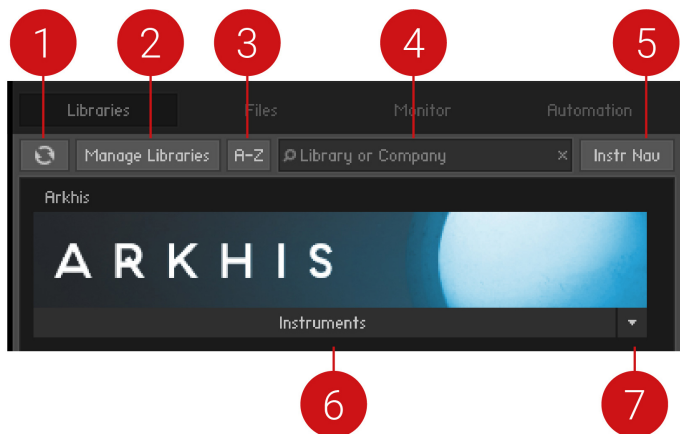 1 2 3 4 5
Libraries Files Monitor Automation
Manage Libraries A-Z Library or Company × Instr Nav
Arkhis
ARKHIS
Instruments
6 7